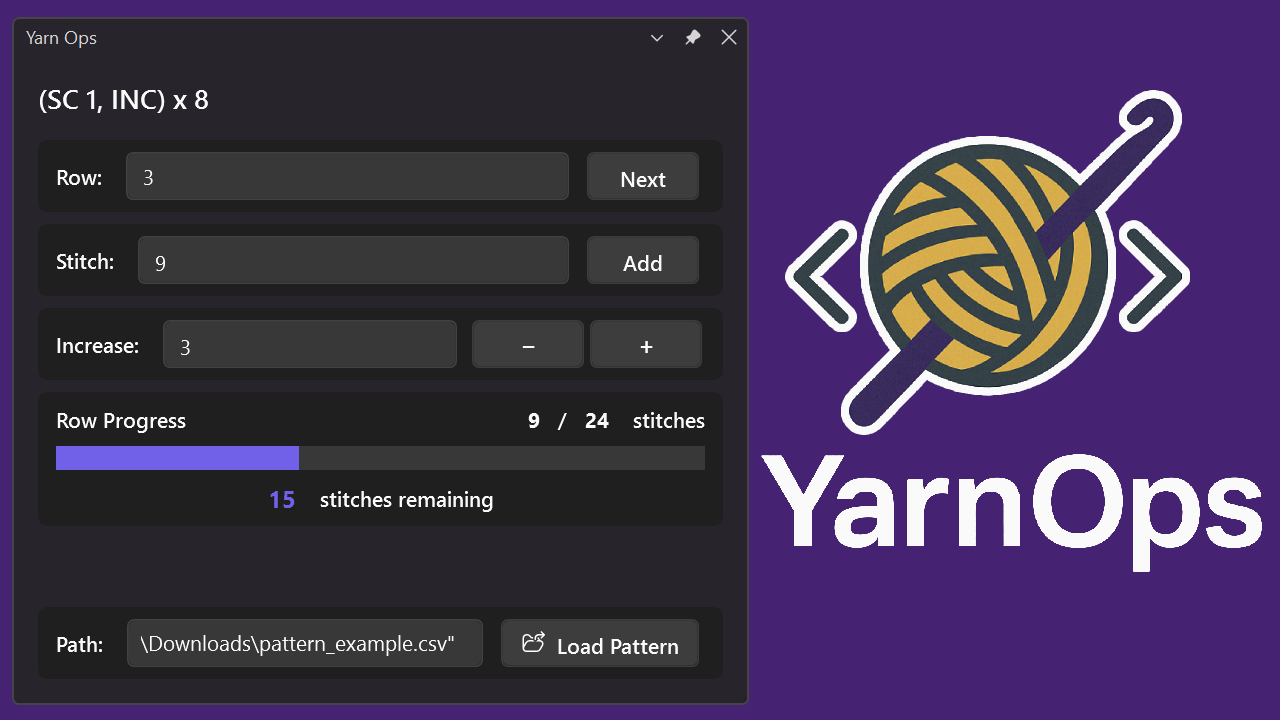 Yarn Ops
(SC 1, INC) x 8
Row: 3 Next
Stitch: 9 Add
Increase: 3 − +
Row Progress 9 / 24 stitches
15 stitches remaining
Path: \Downloads\pattern_example.csv" Load Pattern
YarnOps